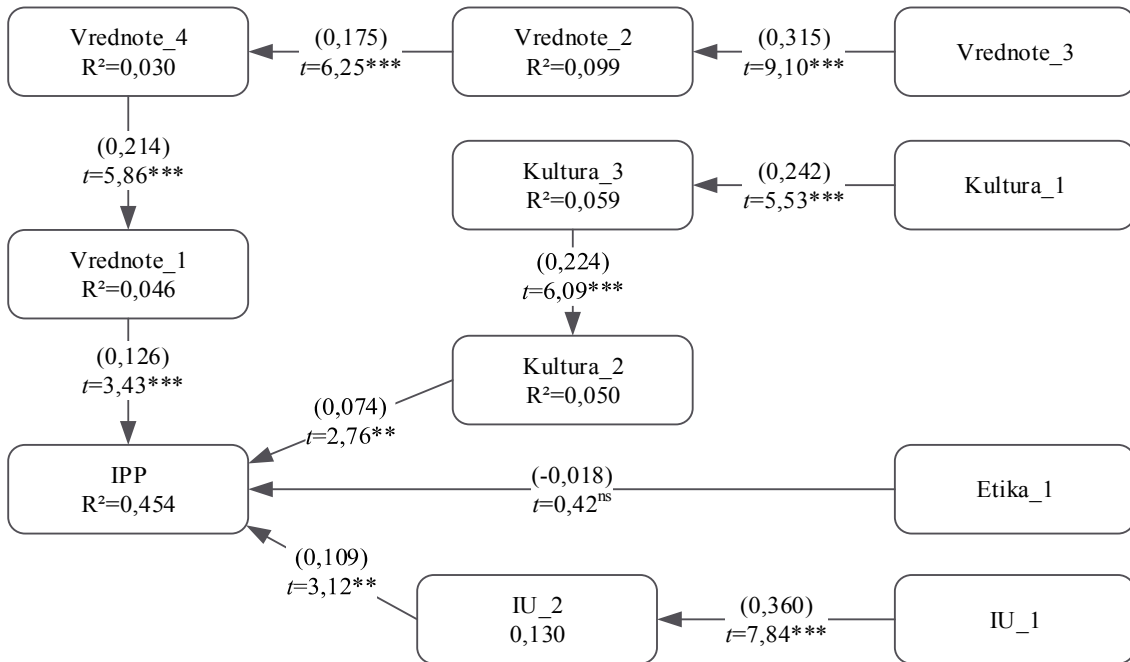 Vrednote_4
R²=0,030
(0,175)
t=6,25***
Vrednote_2
R²=0,099
(0,315)
t=9,10***
Vrednote_3
(0,214)
t=5,86***
Kultura_3
R²=0,059
(0,242)
t=5,53***
Kultura_1
Vrednote_1
R²=0,046
(0,224)
t=6,09***
(0,126)
t=3,43***
Kultura_2
R²=0,050
(0,074)
t=2,76**
IPP
R²=0,454
(-0,018)
t=0,42ns
Etika_1
(0,109)
t=3,12**
IU_2
0,130
(0,360)
t=7,84***
IU_1